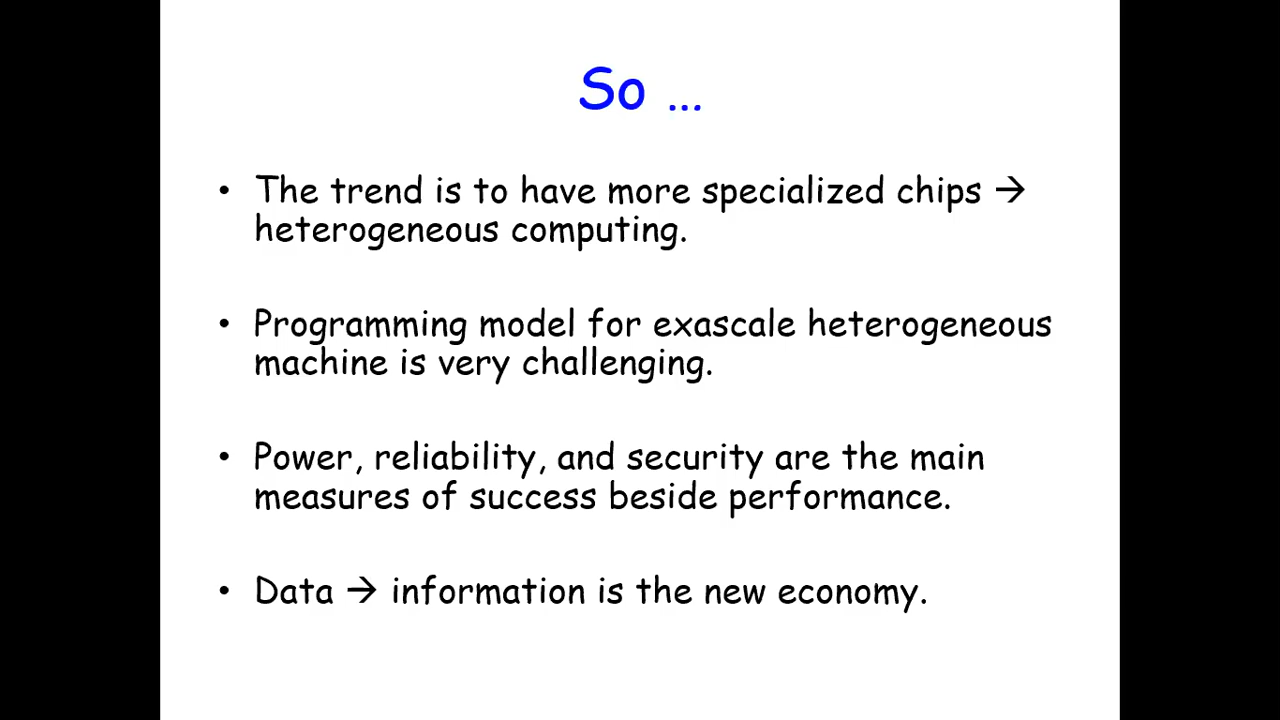 So ...
• The trend is to have more specialized chips →
heterogeneous computing.
• Programming model for exascale heterogeneous
machine is very challenging.
• Power, reliability, and security are the main
measures of success beside performance.
• Data → information is the new economy.